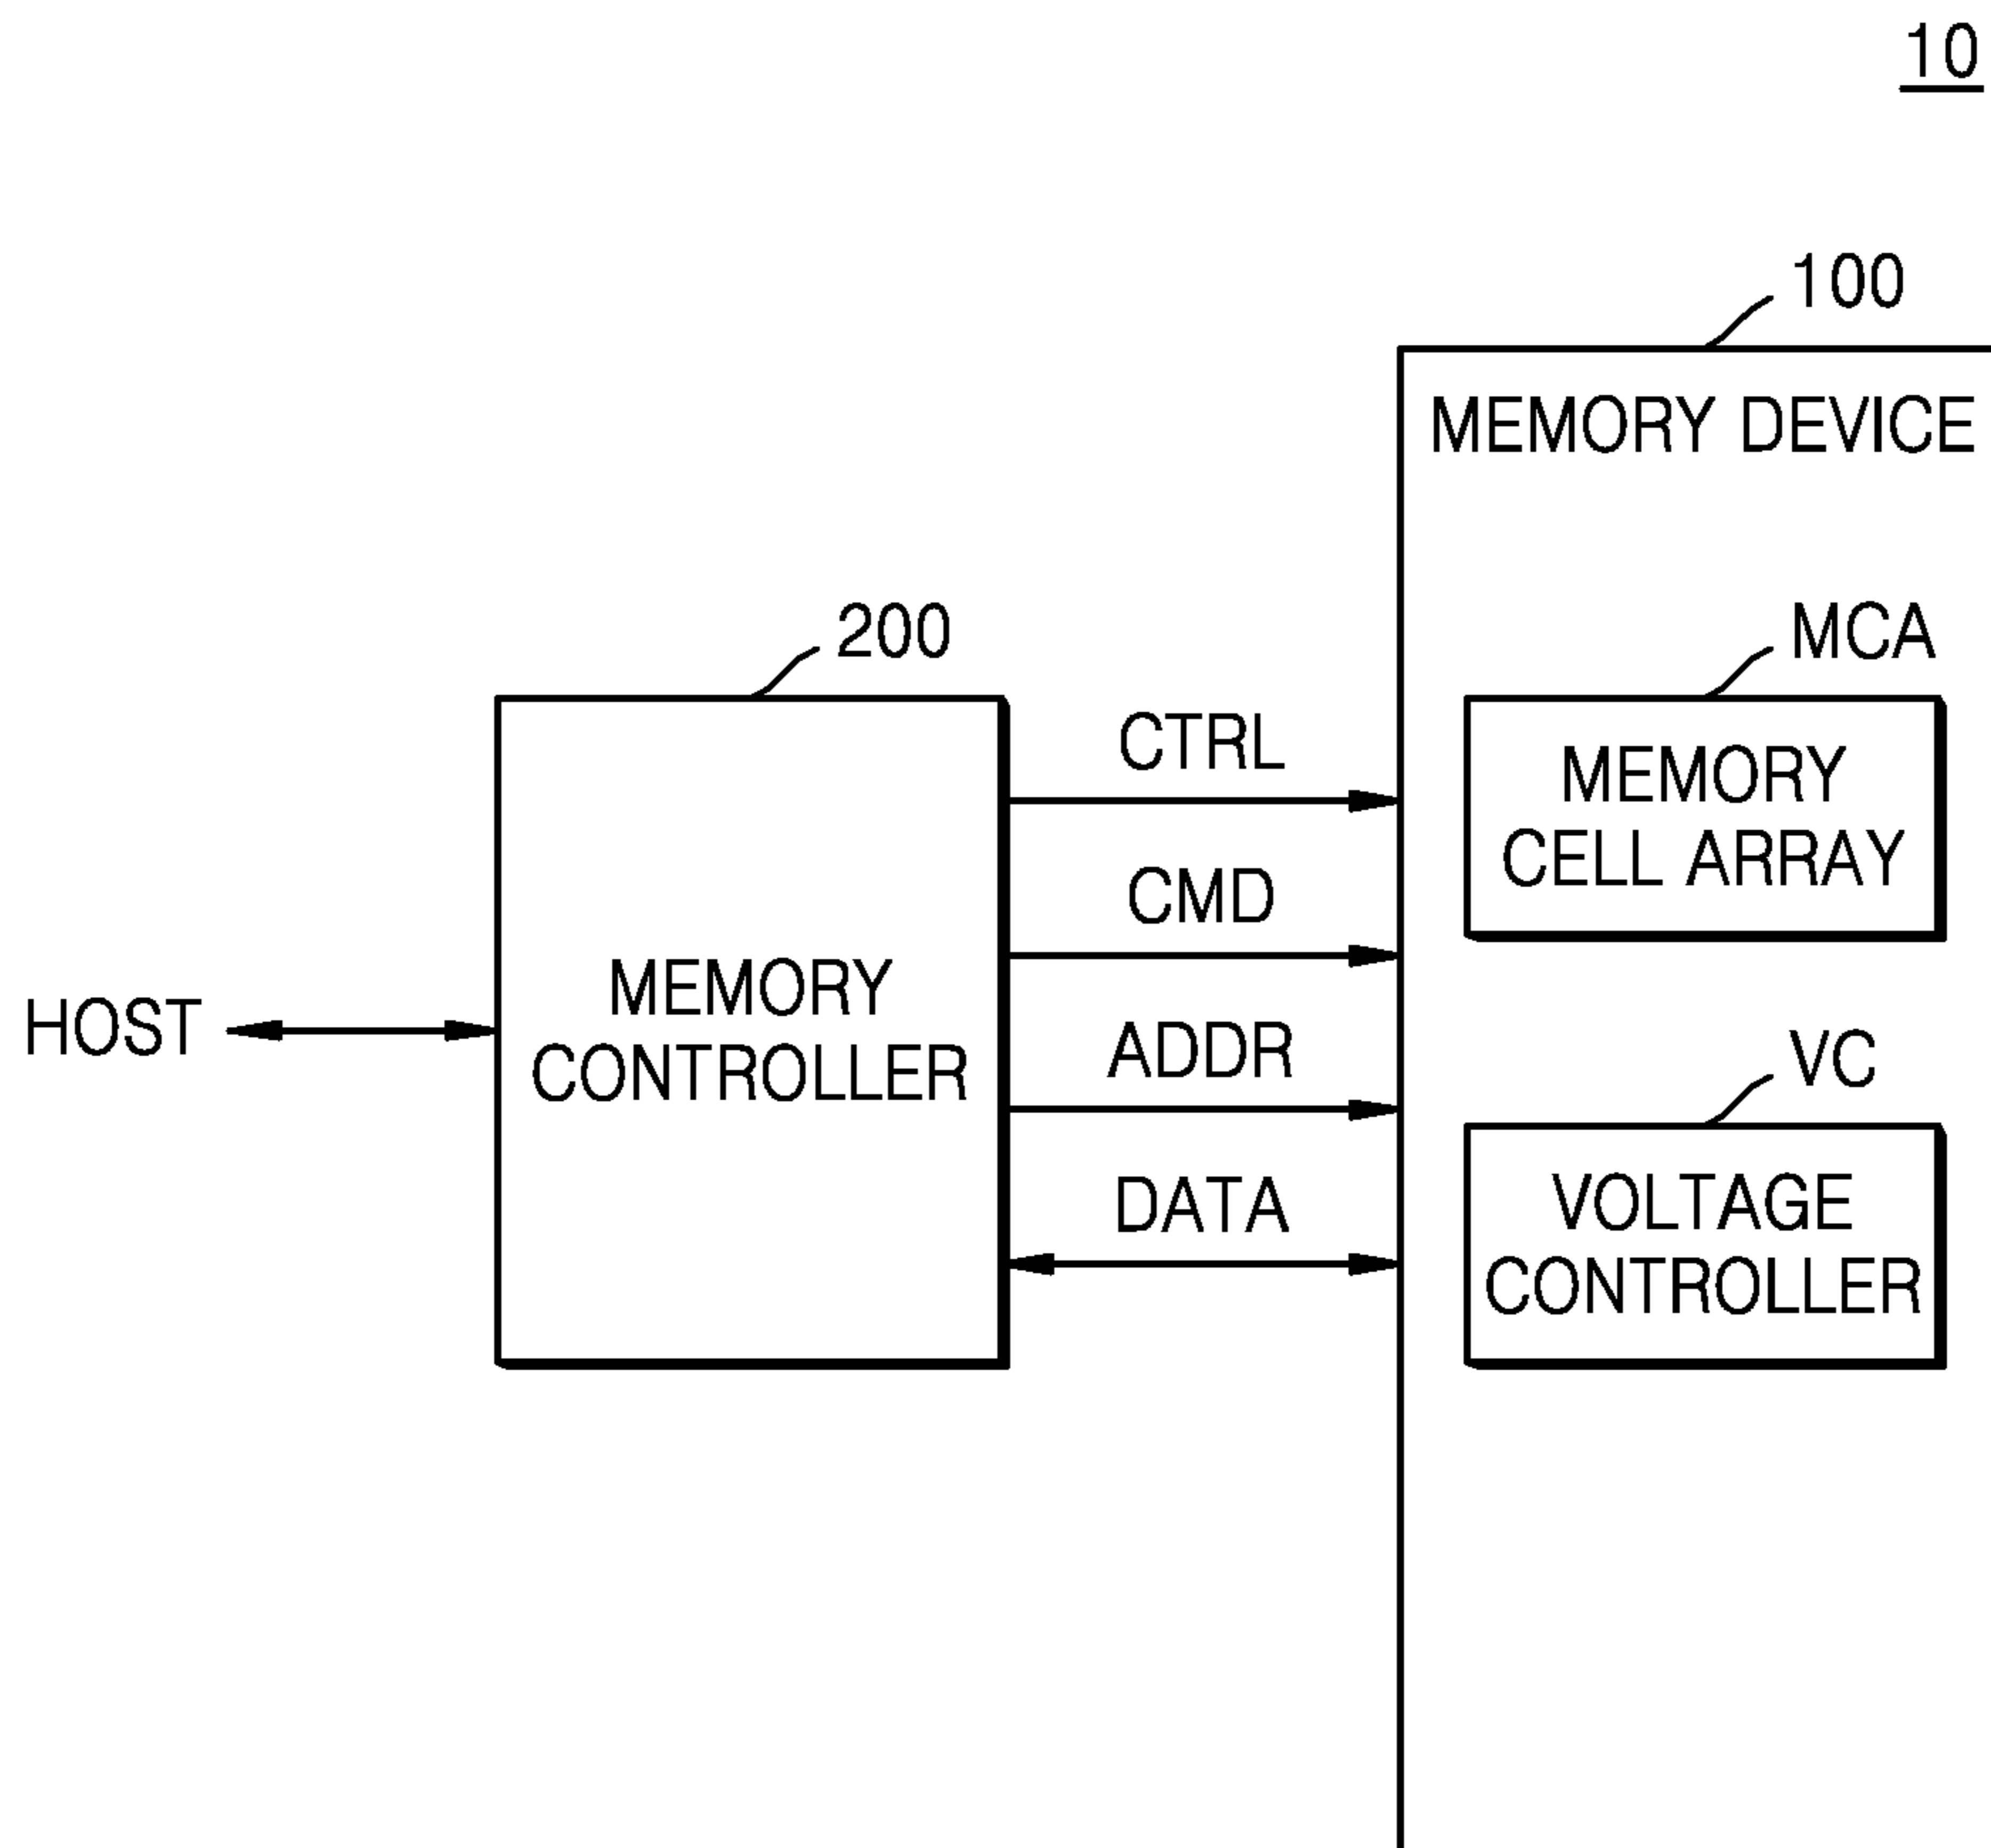 10
100
MEMORY DEVICE
200
MCA
CTRL
MEMORY
CELL ARRAY
CMD
MEMORY
CONTROLLER
HOST
ADDR
VC
DATA
VOLTAGE
CONTROLLER